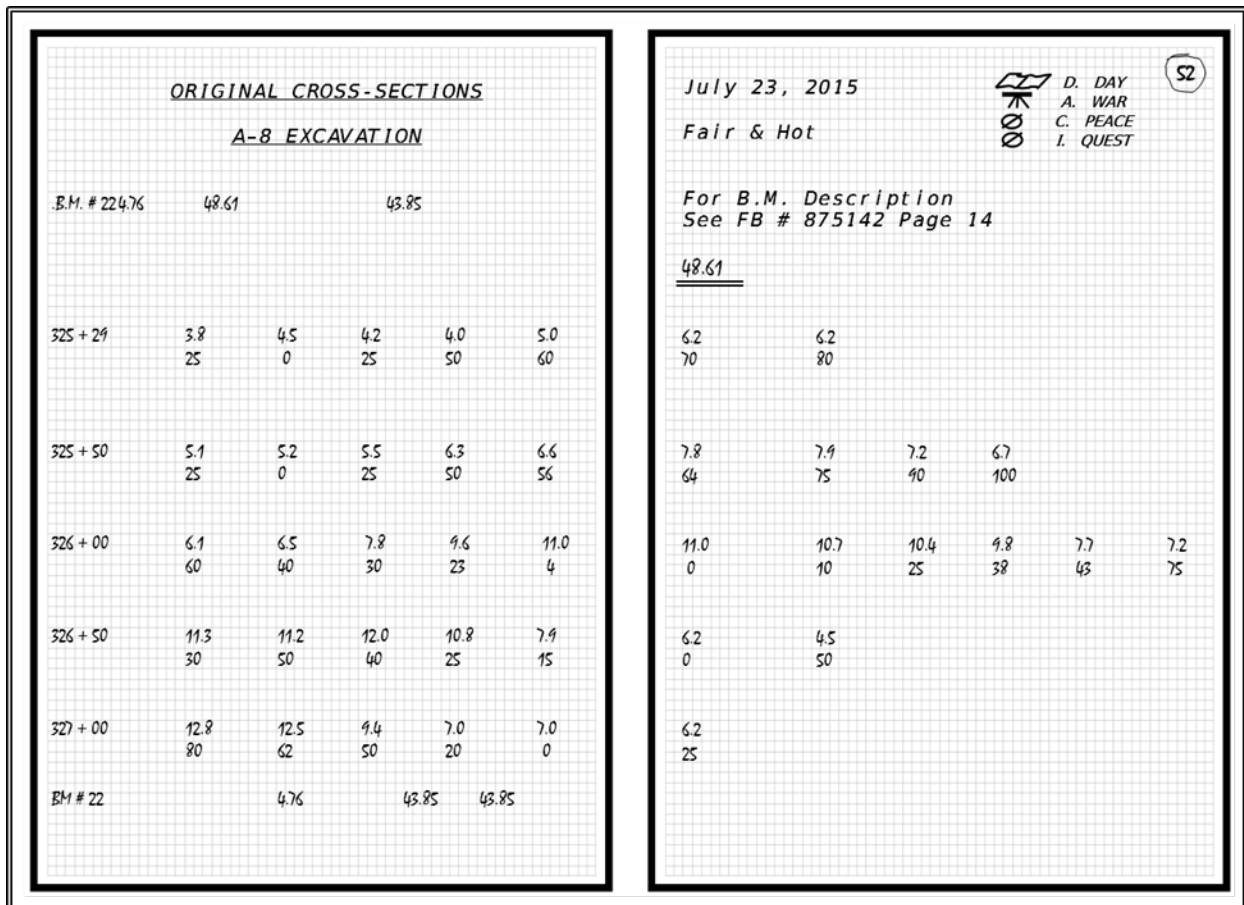 ORIGINAL CROSS-SECTIONS
A-8 EXCAVATION
.B.M. # 224.76 48.61 43.85
325 + 29 3.8 4.5 4.2 4.0 5.0
25 0 25 50 60
325 + 50 5.1 5.2 5.5 6.3 6.6
25 0 25 50 56
326 + 00 6.1 6.5 7.8 9.6 11.0
60 40 30 23 4
326 + 50 11.3 11.2 12.0 10.8 7.9
30 50 40 25 15
327 + 00 12.8 12.5 9.4 7.0 7.0
80 62 50 20 0
BM # 22 4.76 43.85 43.85
52
July 23, 2015 D. DAY
A. WAR
Fair & Hot C. PEACE
I. QUEST
For B.M. Description
See FB # 875142 Page 14
48.61
6.2 6.2
70 80
7.8 7.9 7.2 6.7
64 75 90 100
11.0 10.7 10.4 9.8 7.7 7.2
0 10 25 38 43 75
6.2 4.5
0 50
6.2
25